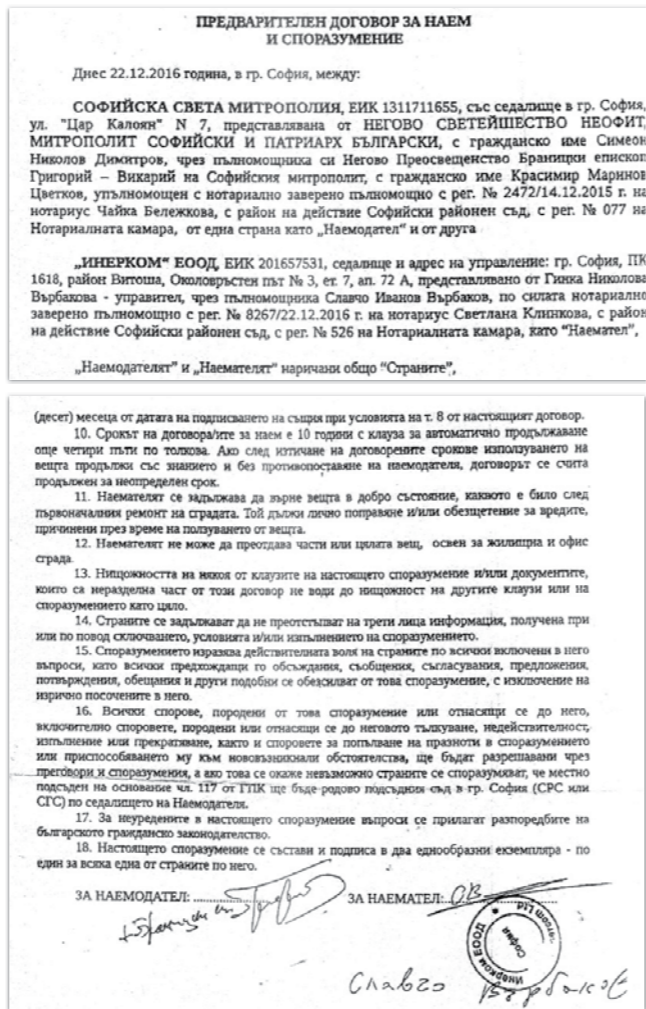 ПРЕДВАРИТЕЛЕН ДОГОВОР ЗА НАЕМ
И СПОРАЗУМЕНИЕ
Днес 22.12.2016 година, в гр. София, между:
СОФИЙСКА СВЕТА МИТРОПОЛИЯ, ЕИК 1311711655, със седалище в гр. София,
ул. "Цар Калоян" N 7, представлявана от НЕГОВО СВЕТЕЙШЕСТВО НЕОФИТ,
МИТРОПОЛИТ СОФИЙСКИ И ПАТРИАРХ БЪЛГАРСКИ, с гражданско име Симеон
Николов Димитров, чрез пълномощника си Негово Преосвещенство Браницки епископ
Григорий – Викарий на Софийския митрополит, с гражданско име Красимир Маринов
Цветков, упълномощен с нотариално заверено пълномощно с рег. № 2472/14.12.2015 г. на
нотариус Чайка Бележкова, с район на действие Софийски районен съд, с рег. № 077 на
Нотариалната камара, от една страна като „Наемодател" и от друга
„ИНЕРКОМ" ЕООД, ЕИК 201657531, седалище и адрес на управление: гр. София, ПК
1618, район Витоша, Околовръстен път № 3, ет. 7, ап. 72 А, представлявано от Гинка Николова
Върбакова - управител, чрез пълномощника Славчо Иванов Върбаков, по силата нотариално
заверено пълномощно с рег. № 8267/22.12.2016 г. на нотариус Светлана Клинкова, с район
на действие Софийски районен съд, с рег. № 526 на Нотариалната камара, като "Наемател",
„Наемодателят" и „Наемателят" наричани общо "Страните",
(десет) месеца от датата на подписването на същия при условията на т. 8 от настоящият договор.
10. Срокът на договора/ите за наем е 10 години с клауза за автоматично продължаване
още четири пъти по толкова. Ако след изтичане на договорените срокове използуването на
вещта продължи със знанието и без противопоставяне на наемодателя, договорът се счита
продължен за неопределен срок.
11. Наемателят се задължава да върне вещта в добро състояние, каквото е било след
първоначалния ремонт на сградата. Той дължи лично поправяне и/или обезщетение за вредите,
причинени през време на ползуването от вещта.
12. Наемателят не може да преотдава части или цялата вещ, освен за жилищна и офис
сграда.
13. Нищожността на някоя от клаузите на настоящето споразумение и/или документите,
които са неразделна част от този договор не води до нищожност на другите клаузи или на
споразумението като цяло.
14. Страните се задължават да не преотстъпват на трети лица информация, получена при
или по повод сключването, условията и/или изпълнението на споразумението.
15. Споразумението изразява действителната воля на страните по всички включени в него
въпроси, като всички предхождащи го обсъждания, съобщения, съгласувания, предложения,
потвърждения, обещания и други подобни се обезсилват от това споразумение, с изключение на
изрично посочените в него.
16. Всички спорове, породени от това споразумение или отнасящи се до него,
включително споровете, породени или отнасящи се до неговото тълкуване, недействителност,
изпълнение или прекратяване, както и споровете за попълване на празноти в споразумението
или приспособяването му към нововъзникнали обстоятелства, ще бъдат разрешавани чрез
преговори и споразумения, а ако това се окаже невъзможно страните се споразумяват, че местно
подсъден на основание чл. 117 от ГПК ще бъде родово подсъдния съд в гр. София (СРС или
СГС) по седалището на Наемодателя.
17. За неуредените в настоящето споразумение въпроси се прилагат разпоредбите на
българското гражданско законодателство.
18. Настоящето споразумение се състави и подписа в два еднообразни екземпляра - по
един за всяка една от страните по него.
ЗА НАЕМОДАТЕЛ: ЗА НАЕМАТЕЛ:
Инерком ЕООД
София
Славчо Върбаков